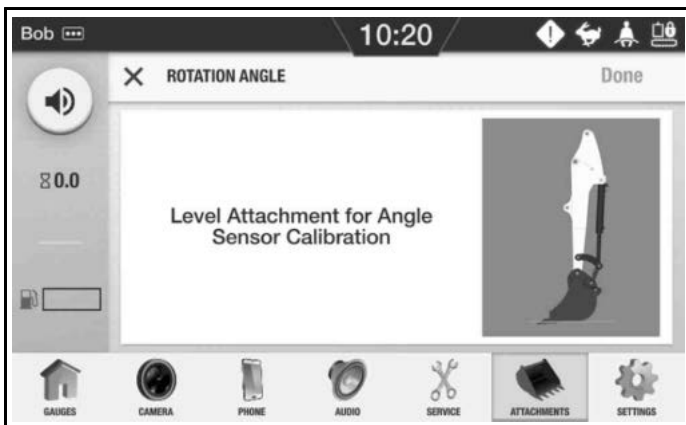 Bob
10:20
ROTATION ANGLE
Done
0.0
Level Attachment for Angle
Sensor Calibration
GAUGES
CAMERA
PHONE
AUDIO
SERVICE
ATTACHMENTS
SETTINGS